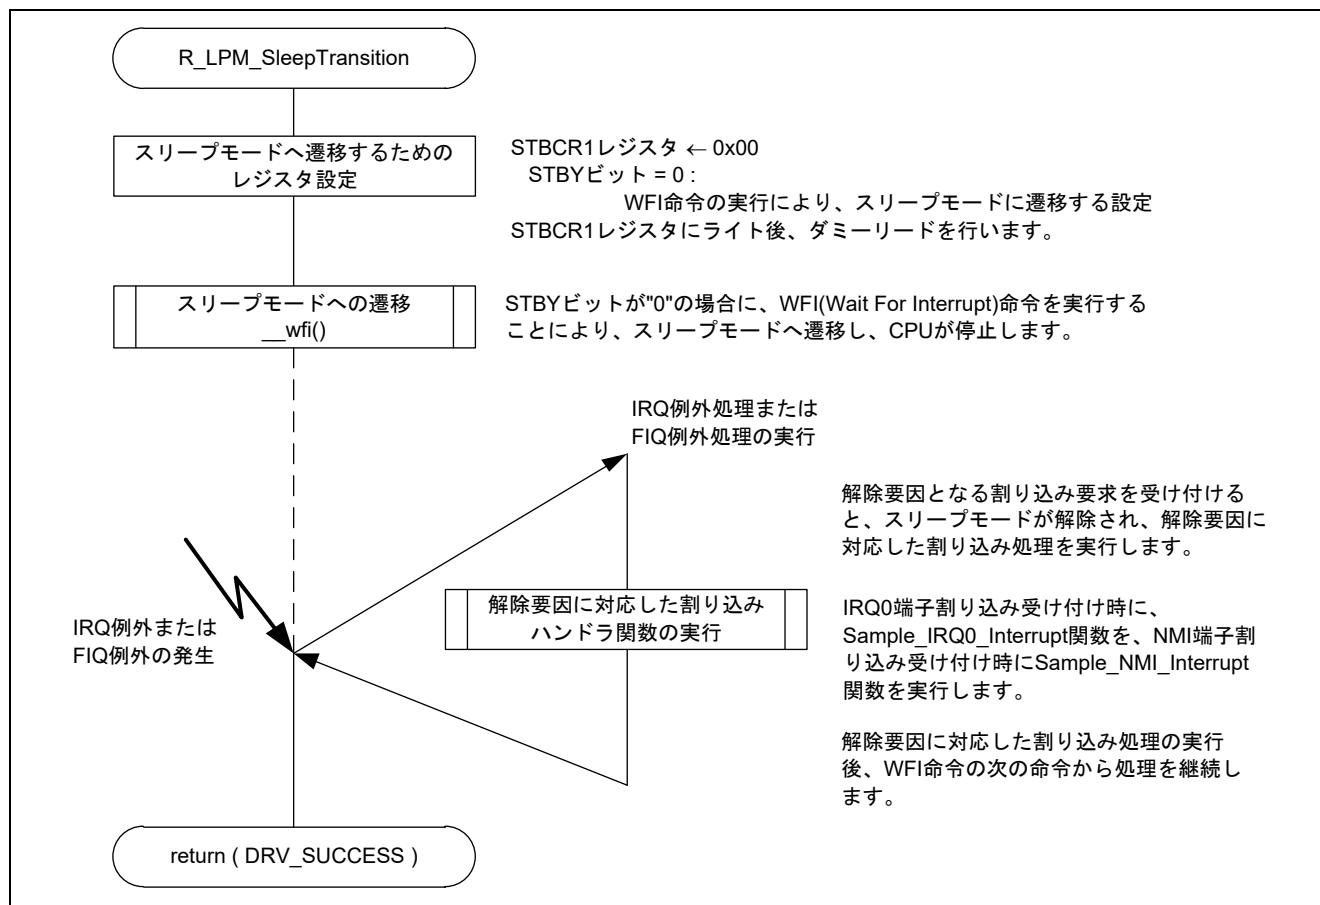 R_LPM_SleepTransition
スリープモードへ遷移するための
レジスタ設定
STBCR1レジスタ ← 0x00
STBYビット = 0 :
WFI命令の実行により、スリープモードに遷移する設定
STBCR1レジスタにライト後、ダミーリードを行います。
スリープモードへの遷移
__wfi()
STBYビットが"0"の場合に、WFI(Wait For Interrupt)命令を実行する
ことにより、スリープモードへ遷移し、CPUが停止します。
IRQ例外処理または
FIQ例外処理の実行
解除要因となる割り込み要求を受け付ける
と、スリープモードが解除され、解除要因に
対応した割り込み処理を実行します。
IRQ例外または
FIQ例外の発生
解除要因に対応した割り込み
ハンドラ関数の実行
IRQ0端子割り込み受け付け時に、
Sample_IRQ0_Interrupt関数を、NMI端子割
り込み受け付け時にSample_NMI_Interrupt
関数を実行します。
解除要因に対応した割り込み処理の実行
後、WFI命令の次の命令から処理を継続し
ます。
return ( DRV_SUCCESS )